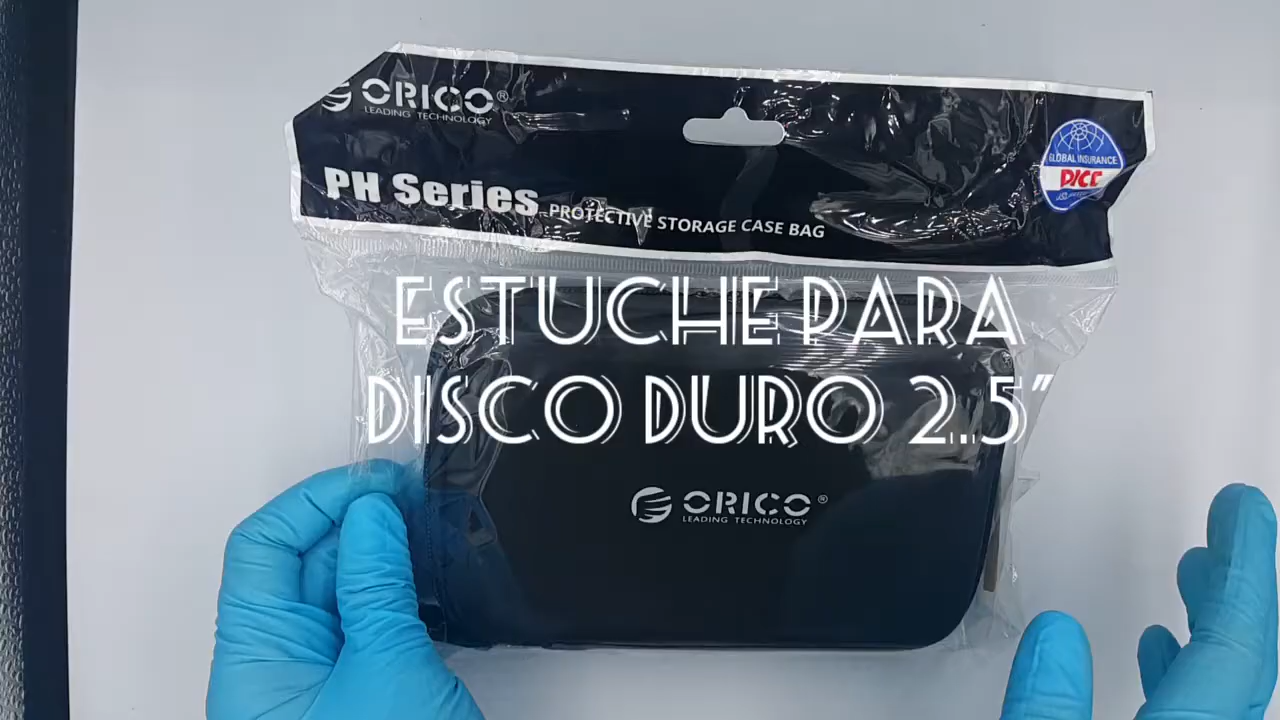 ORICO®
LEADING TECHNOLOGY
GLOBAL INSURANCE
PICC
PH Series PROTECTIVE STORAGE CASE BAG
ESTUCHE PARA
DISCO DURO 2.5"
ORICO®
LEADING TECHNOLOGY